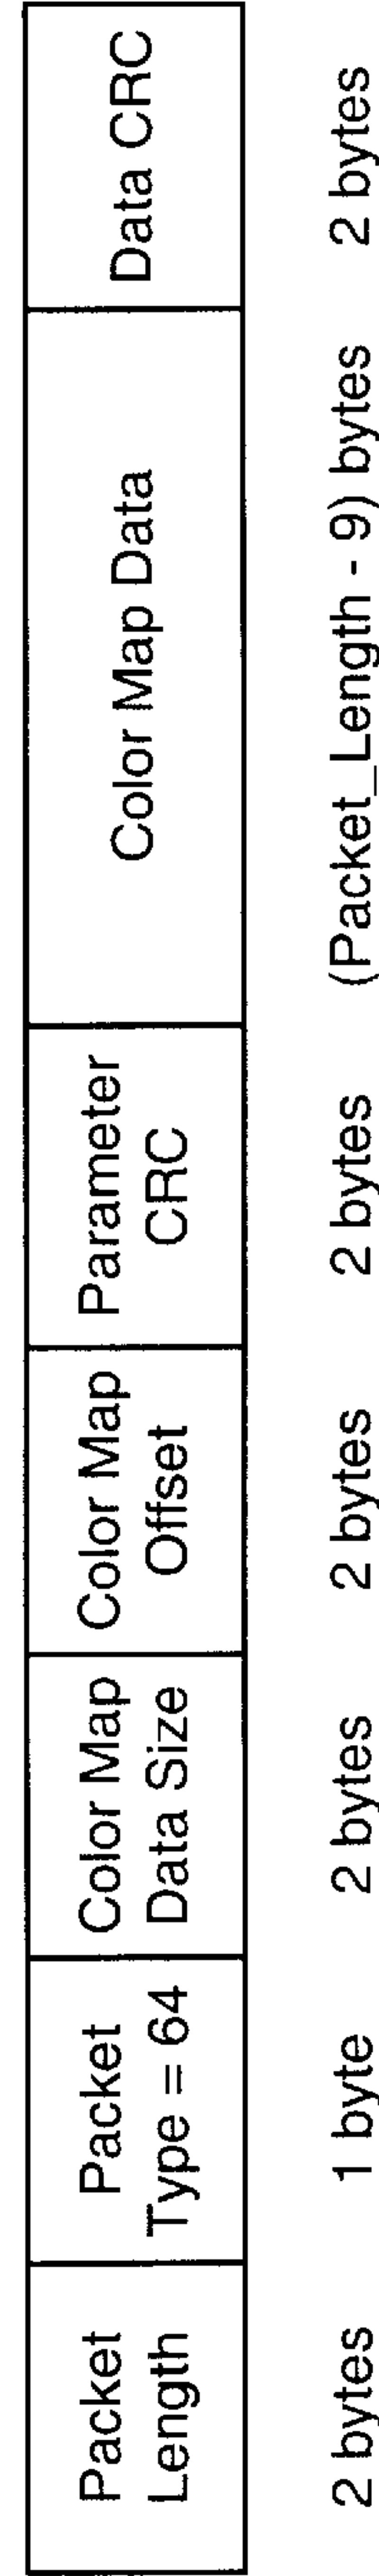 Packet
Length
Packet
Type = 64
Color Map
Data Size
Color Map
Offset
Parameter
CRC
Color Map Data
Data CRC
2 bytes
1 byte
2 bytes
2 bytes
2 bytes
(Packet_Length - 9) bytes
2 bytes